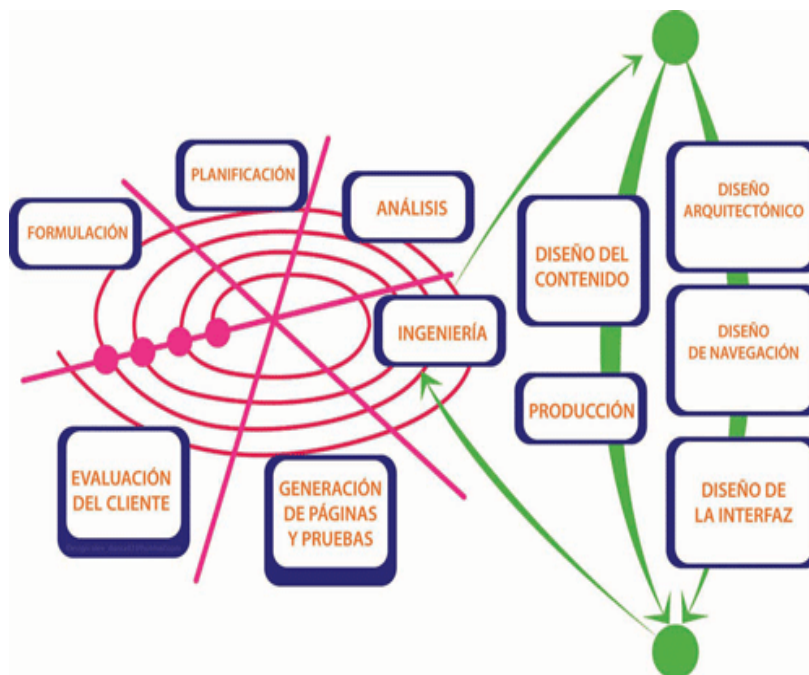 PLANIFICACIÓN
FORMULACIÓN
ANÁLISIS
INGENIERÍA
EVALUACIÓN
DEL CLIENTE
GENERACIÓN
DE PÁGINAS
Y PRUEBAS
DISEÑO DEL
CONTENIDO
PRODUCCIÓN
DISEÑO
ARQUITECTÓNICO
DISEÑO
DE NAVEGACIÓN
DISEÑO DE
LA INTERFAZ